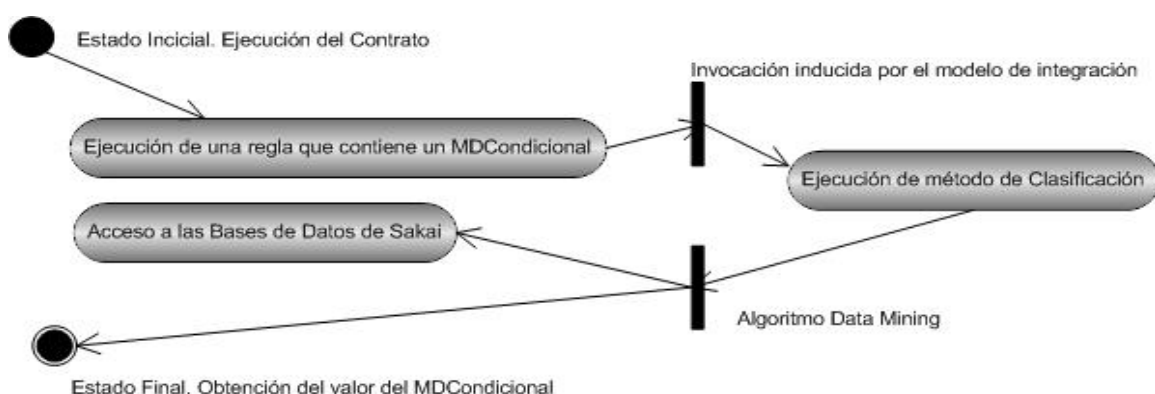 Estado Incicial. Ejecución del Contrato
Invocación inducida por el modelo de integración
Ejecución de una regla que contiene un MDCondicional
Ejecución de método de Clasificación
Acceso a las Bases de Datos de Sakai
Algoritmo Data Mining
Estado Final. Obtención del valor del MDCondicional